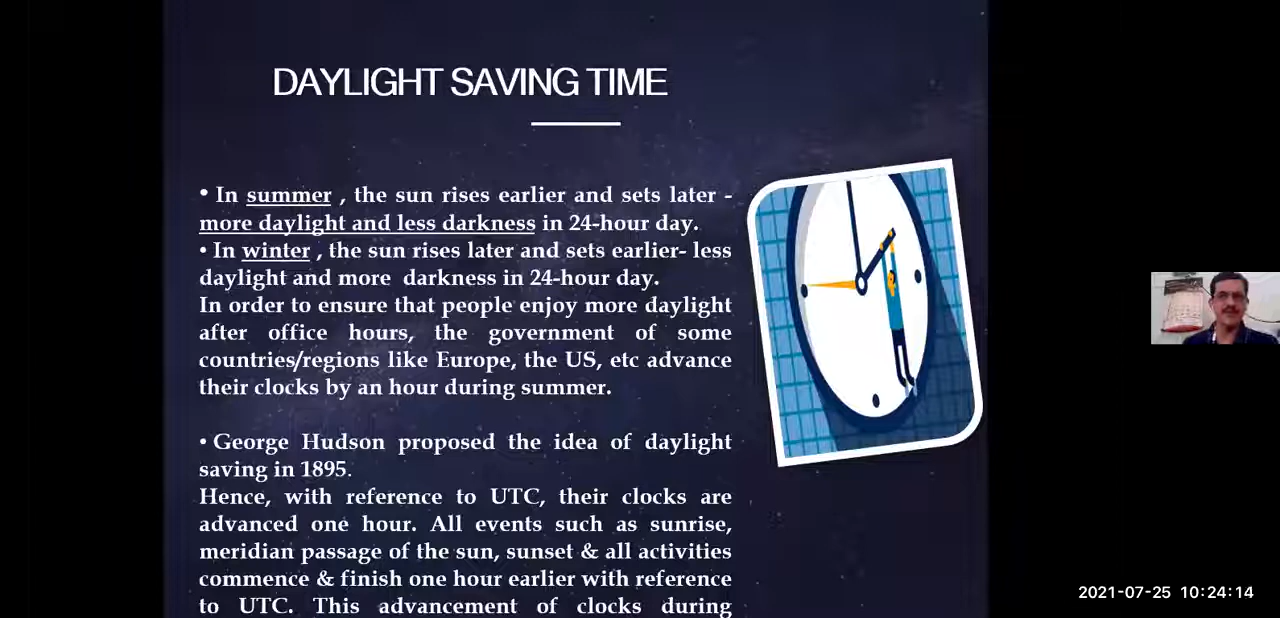 DAYLIGHT SAVING TIME
• In summer , the sun rises earlier and sets later -
more daylight and less darkness in 24-hour day.
• In winter , the sun rises later and sets earlier- less
daylight and more darkness in 24-hour day.
In order to ensure that people enjoy more daylight
after office hours, the government of some
countries/regions like Europe, the US, etc advance
their clocks by an hour during summer.
• George Hudson proposed the idea of daylight
saving in 1895.
Hence, with reference to UTC, their clocks are
advanced one hour. All events such as sunrise,
meridian passage of the sun, sunset & all activities
commence & finish one hour earlier with reference
to UTC. This advancement of clocks during
2021-07-25 10:24:14